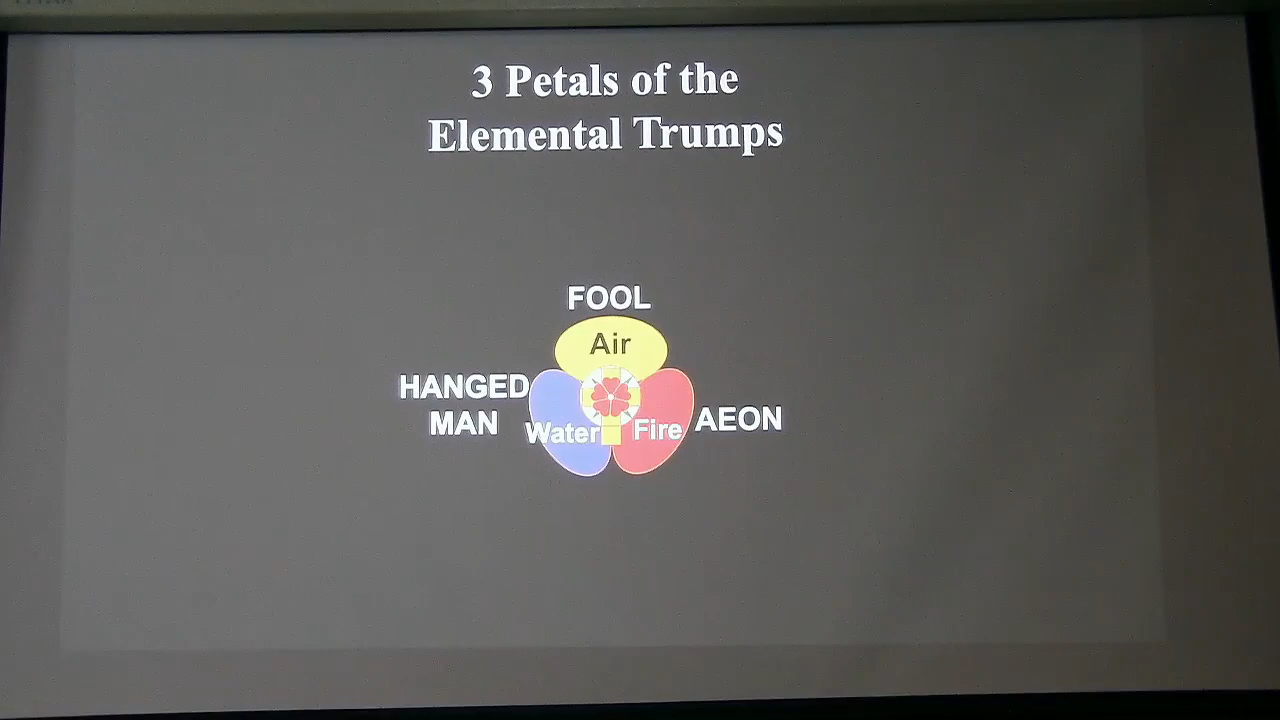 3 Petals of the
Elemental Trumps
FOOL
Air
HANGED
MAN
Water
Fire
AEON